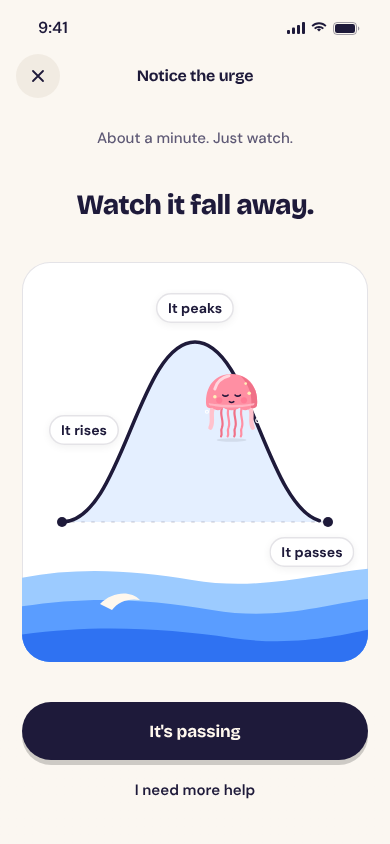 9:41
Notice the urge
About a minute. Just watch.
Watch it fall away.
It peaks
It rises
It passes
It's passing
I need more help